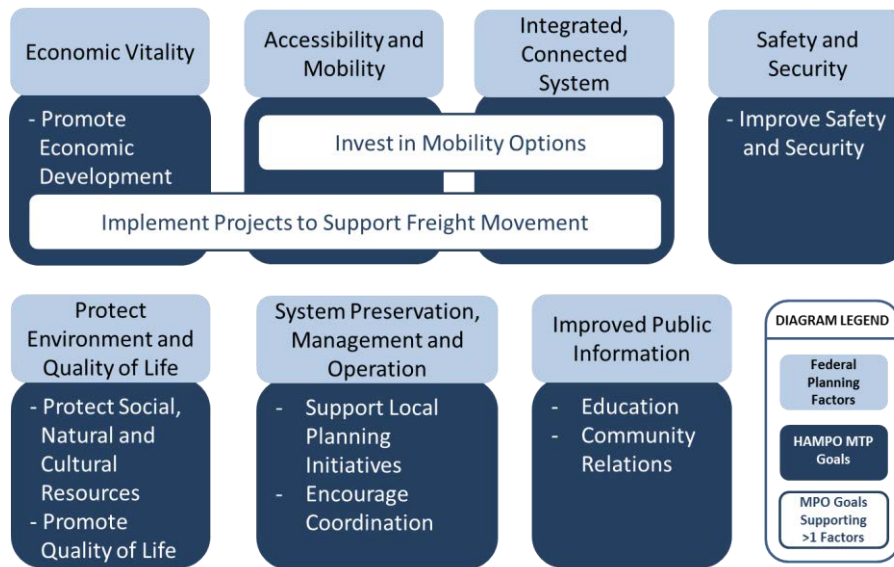 Economic Vitality
Accessibility and
Mobility
Integrated,
Connected
System
Safety and
Security
- Promote
Economic
Development
Invest in Mobility Options
Implement Projects to Support Freight Movement
- Improve Safety
and Security
Protect
Environment and
Quality of Life
- Protect Social,
Natural and
Cultural
Resources
- Promote
Quality of Life
System Preservation,
Management and
Operation
- Support Local
Planning
Initiatives
- Encourage
Coordination
Improved Public
Information
- Education
- Community
Relations
DIAGRAM LEGEND
Federal
Planning
Factors
HAMPO MTP
Goals
MPO Goals
Supporting
>1 Factors